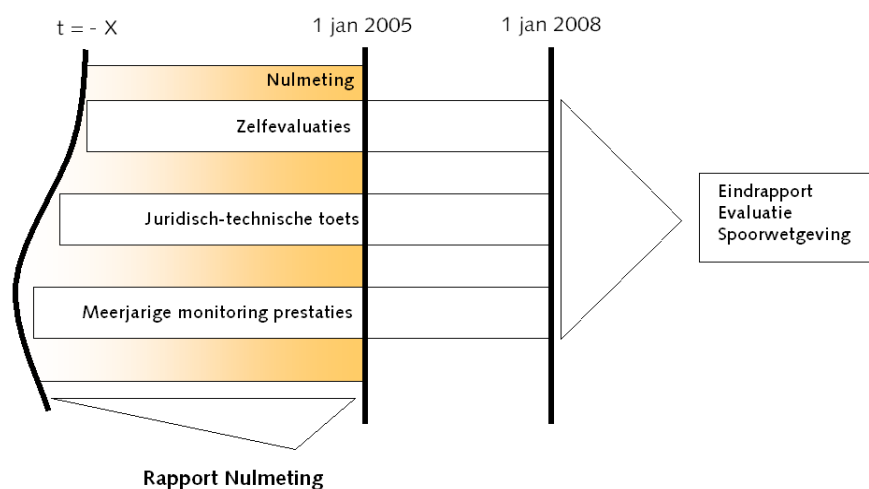 t = - X
1 jan 2005
1 jan 2008
Nulmeting
Zelfevaluaties
Juridisch-technische toets
Meerjarige monitoring prestaties
Eindrapport
Evaluatie
Spoorwetgeving
Rapport Nulmeting